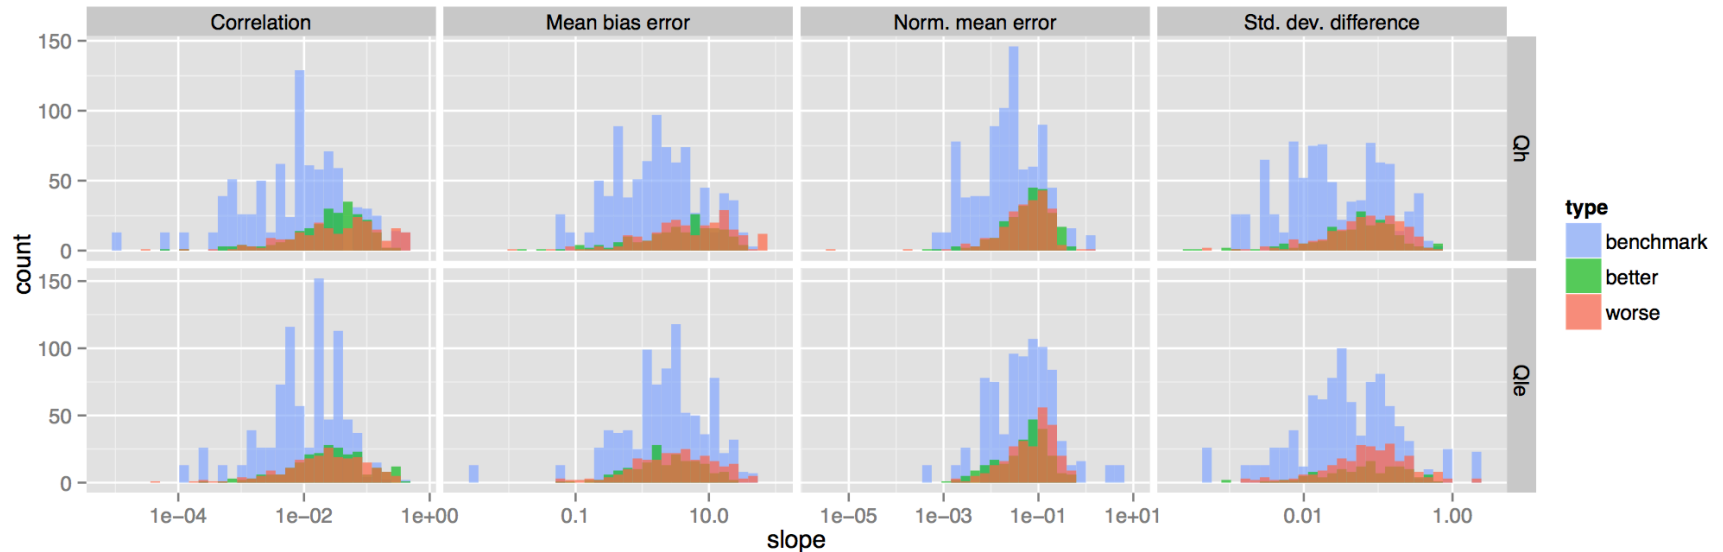 Correlation
Mean bias error
Norm. mean error
Std. dev. difference
count
150
100
50
0
Qh
150
100
50
0
Qle
1e−04
1e−02
1e+00
0.1
10.0
1e−05
1e−03
1e−01
1e+01
0.01
1.00
slope
type
benchmark
better
worse